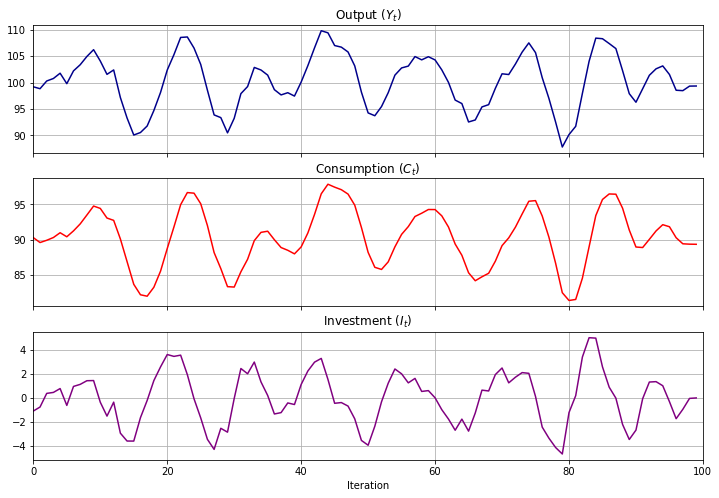 Output (Y_t)
110
105
100
95
90
Consumption (C_t)
95
90
85
Investment (I_t)
4
2
0
−2
−4
0 20 40 60 80 100
Iteration